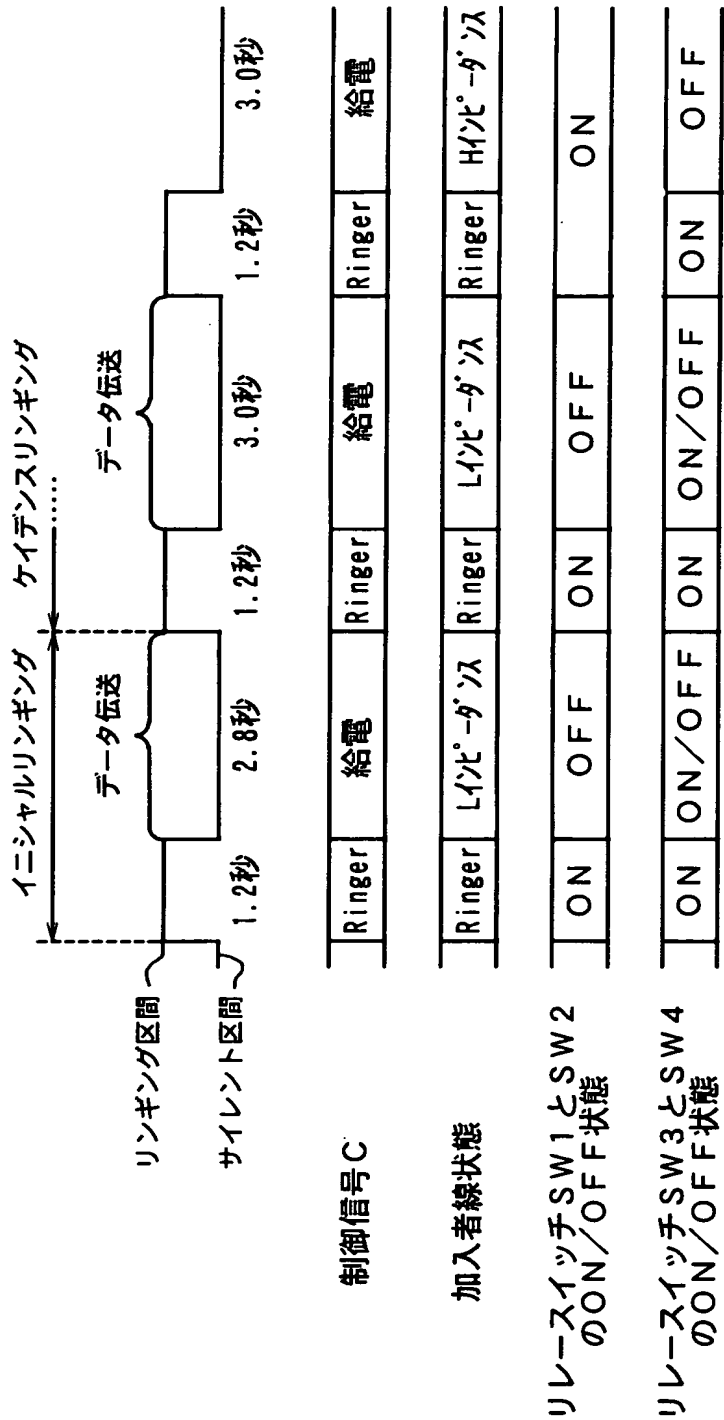 イニシャルリンギング
ケイデンスリンギング ……
データ伝送
データ伝送
リンギング区間
サイレント区間
1.2秒
2.8秒
1.2秒
3.0秒
1.2秒
3.0秒
制御信号C
Ringer
給電
Ringer
給電
Ringer
給電
加入者線状態
Ringer
Lインピーダンス
Ringer
Lインピーダンス
Ringer
Hインピーダンス
リレースイッチSW1とSW2
のON/OFF状態
ON
OFF
ON
OFF
ON
リレースイッチSW3とSW4
のON/OFF状態
ON
ON/OFF
ON
ON/OFF
ON
OFF